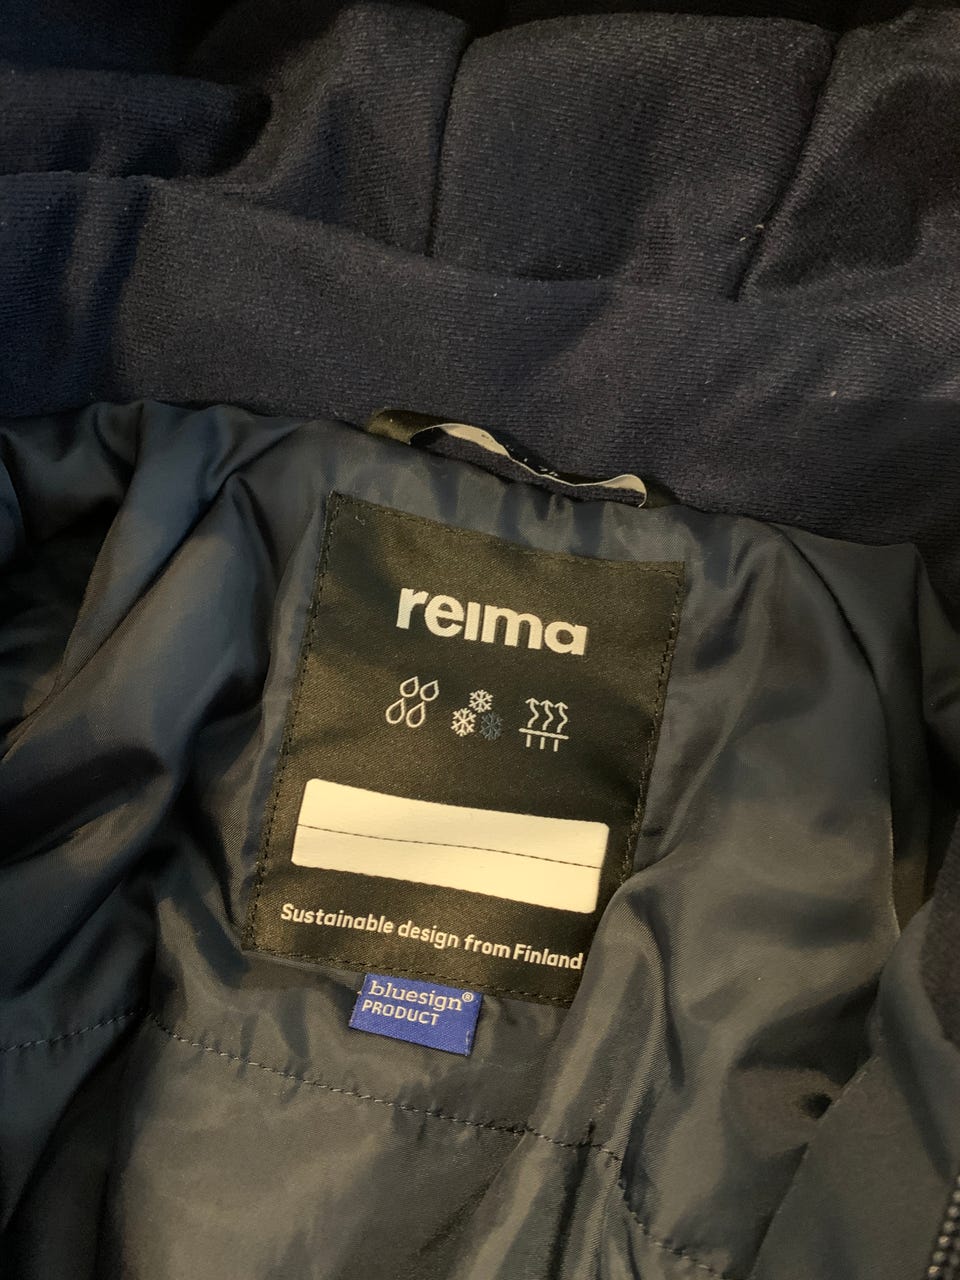 reima
Sustainable design from Finland
bluesign®
PRODUCT